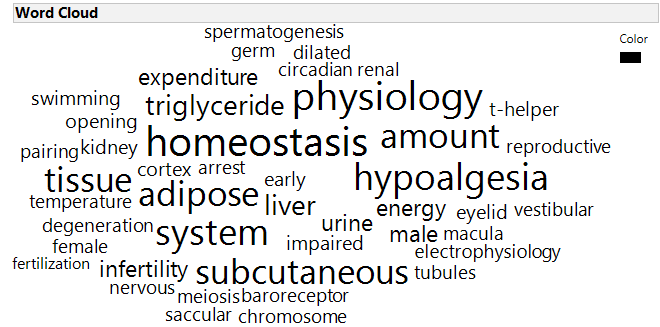 Word Cloud
spermatogenesis
Color
germ dilated
circadian renal
expenditure
physiology
swimming
triglyceride
t-helper
opening
homeostasis
amount
reproductive
pairing kidney
cortex arrest
tissue
early
hypoalgesia
adipose
temperature
liver
energy
eyelid vestibular
degeneration
system
urine
male
macula
female
impaired
electrophysiology
fertilization
infertility
subcutaneous
tubules
nervous
meiosis baroreceptor
saccular chromosome